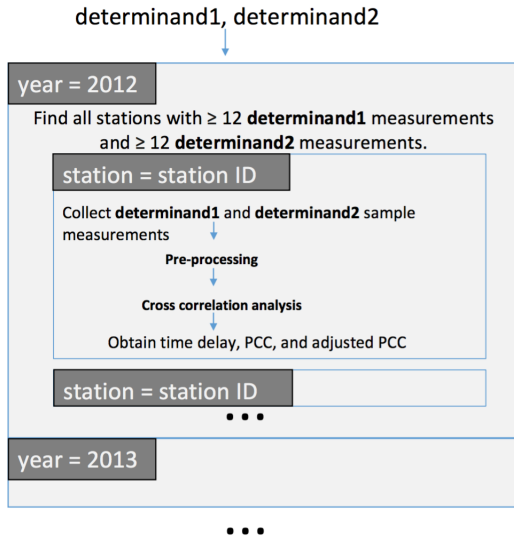 determinand1, determinand2
year = 2012
Find all stations with ≥ 12 determinand1 measurements
and ≥ 12 determinand2 measurements.
station = station ID
Collect determinand1 and determinand2 sample
measurements
Pre-processing
Cross correlation analysis
Obtain time delay, PCC, and adjusted PCC
station = station ID
...
year = 2013
...